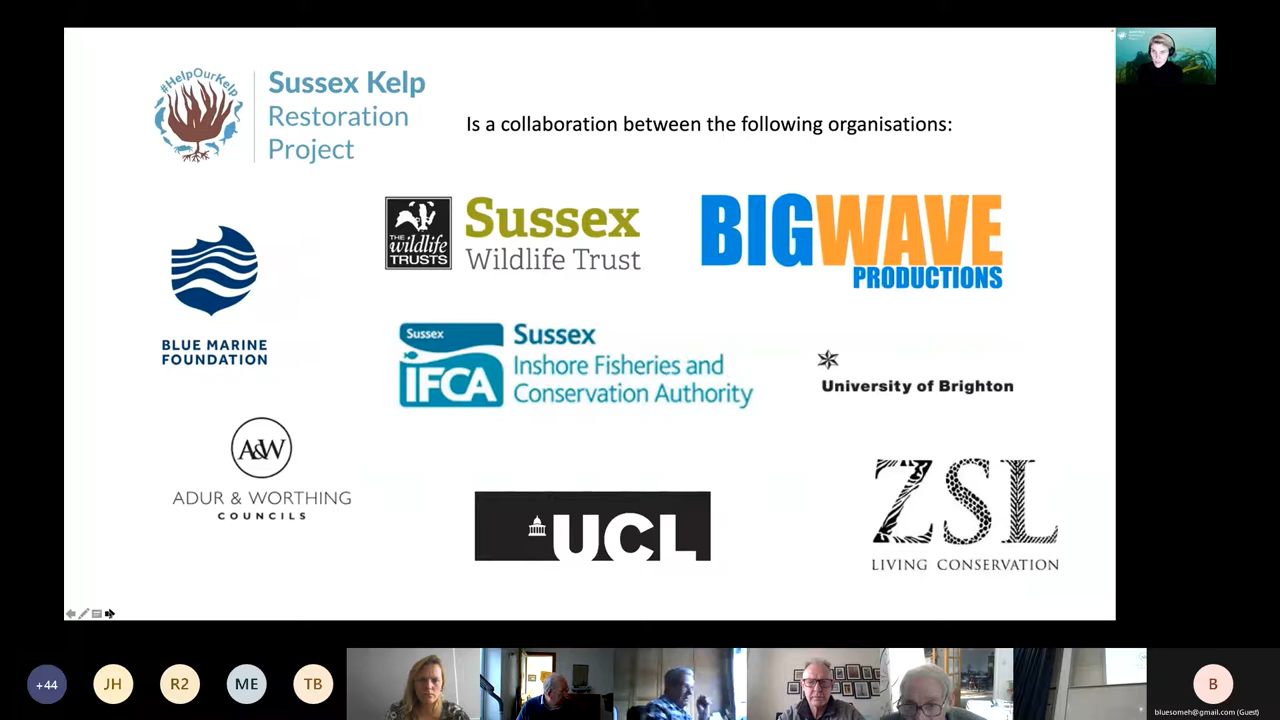 #HelpOurKelp
Sussex Kelp
Restoration
Project
Is a collaboration between the following organisations:
THE
wildlife
TRUSTS
Sussex
Wildlife Trust
BIGWAVE
PRODUCTIONS
BLUE MARINE
FOUNDATION
Sussex
IFCA
Sussex
Inshore Fisheries and
Conservation Authority
University of Brighton
A&W
ADUR & WORTHING
COUNCILS
UCL
ZSL
LIVING CONSERVATION
+44
JH
R2
ME
TB
B
bluesomeh@gmail.com (Guest)